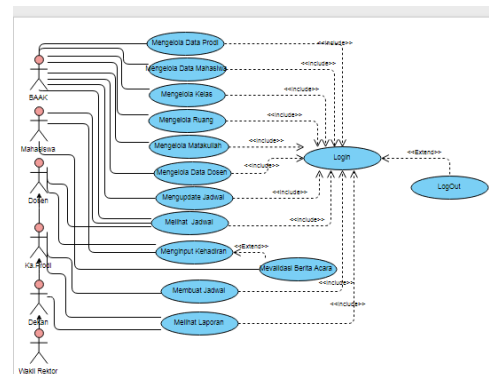 Mengelola Data Prodi
<<Include>>
Mengelola Data Mahasiswa
<<Include>>
BAAK
Mengelola Kelas
<<Include>>
Mengelola Ruang
<<Include>>
Mahasiswa
Mengelola Matakuliah
<<Include>>
Login
<<Extend>>
Mengelola Data Dosen
<<Include>>
LogOut
Dosen
Mengupdate Jadwal
<<Include>>
Melihat Jadwal
<<Include>>
Menginput Kehadiran
<<Extend>>
Ka.Prodi
Mevalidasi Berita Acara
<<Include>>
Membuat Jadwal
<<Include>>
Dekan
Melihat Laporan
<<Include>>
Wakil Rektor